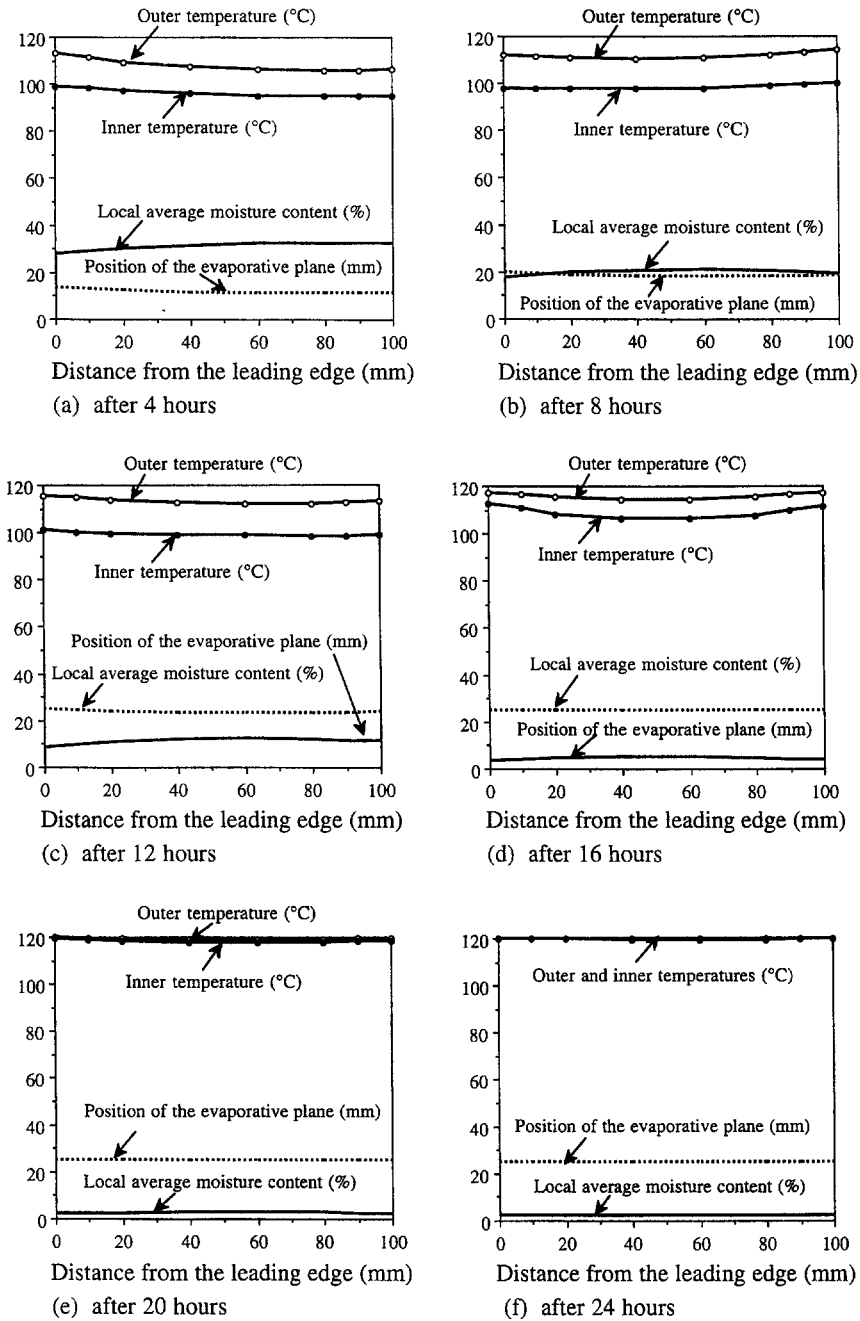 Outer temperature (°C)
120
100
80
60
40
20
0
Inner temperature (°C)
Local average moisture content (%)
Position of the evaporative plane (mm)
0 20 40 60 80 100
Distance from the leading edge (mm)
(a) after 4 hours
Outer temperature (°C)
120
100
80
60
40
20
0
Inner temperature (°C)
Local average moisture content (%)
Position of the evaporative plane (mm)
0 20 40 60 80 100
Distance from the leading edge (mm)
(b) after 8 hours
Outer temperature (°C)
120
100
80
60
40
20
0
Inner temperature (°C)
Position of the evaporative plane (mm)
Local average moisture content (%)
0 20 40 60 80 100
Distance from the leading edge (mm)
(c) after 12 hours
Outer temperature (°C)
120
100
80
60
40
20
0
Inner temperature (°C)
Local average moisture content (%)
Position of the evaporative plane (mm)
0 20 40 60 80 100
Distance from the leading edge (mm)
(d) after 16 hours
Outer temperature (°C)
120
100
80
60
40
20
0
Inner temperature (°C)
Position of the evaporative plane (mm)
Local average moisture content (%)
0 20 40 60 80 100
Distance from the leading edge (mm)
(e) after 20 hours
120
100
80
60
40
20
0
Outer and inner temperatures (°C)
Position of the evaporative plane (mm)
Local average moisture content (%)
0 20 40 60 80 100
Distance from the leading edge (mm)
(f) after 24 hours